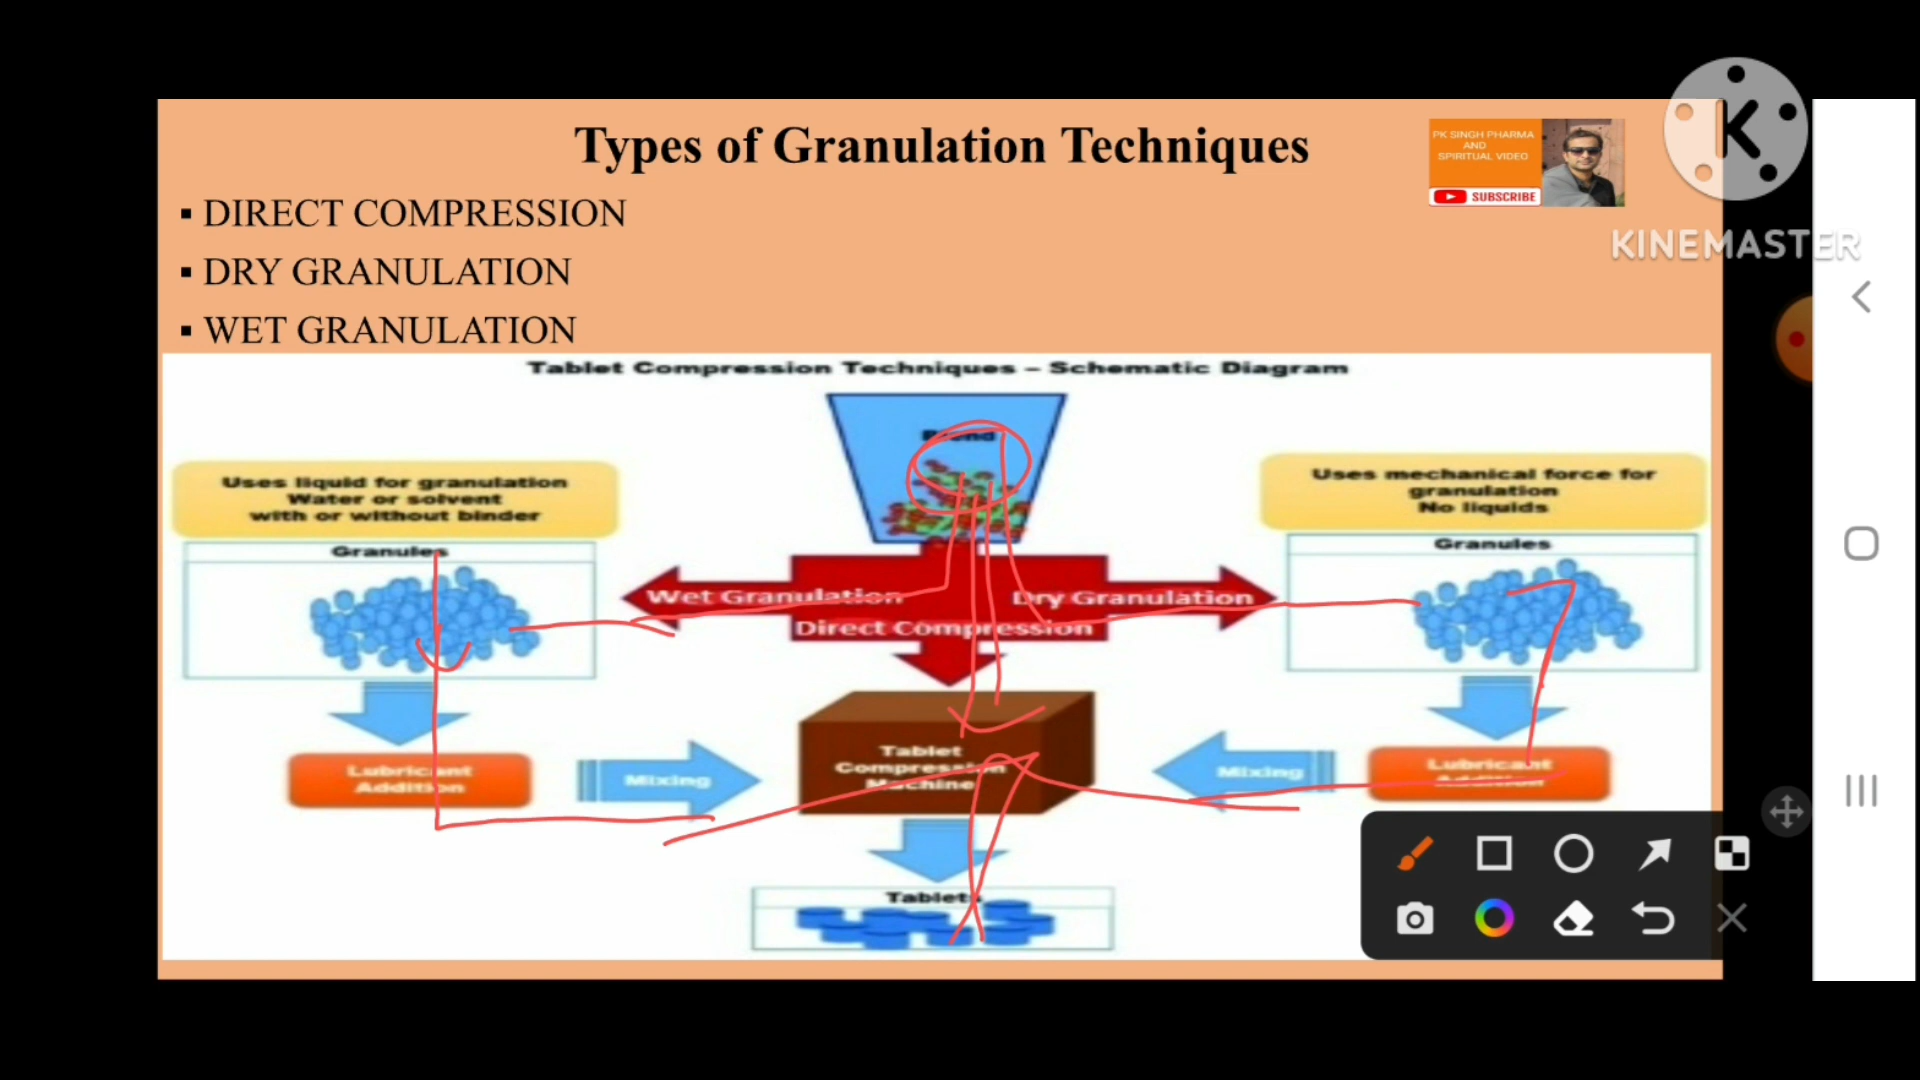 Types of Granulation Techniques
PK SINGH PHARMA
AND
SPIRITUAL VIDEO
SUBSCRIBE
K
KINEMASTER
▪ DIRECT COMPRESSION
▪ DRY GRANULATION
▪ WET GRANULATION
Tablet Compression Techniques – Schematic Diagram
Blend
Uses liquid for granulation
Water or solvent
with or without binder
Uses mechanical force for
granulation
No liquids
Granules
Granules
Wet Granulation
Dry Granulation
Direct Compression
Lubricant
Addition
Mixing
Tablet
Compression
Machine
Mixing
Lubricant
Addition
Tablets